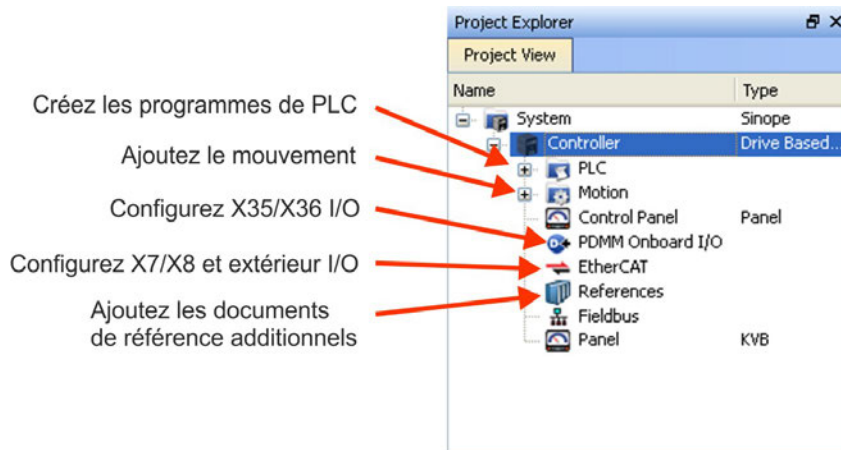 Project Explorer
Project View
Name Type
System Sinope
Controller Drive Based...
PLC
Motion
Control Panel Panel
PDMM Onboard I/O
EtherCAT
References
Fieldbus
Panel KVB
Créez les programmes de PLC
Ajoutez le mouvement
Configurez X35/X36 I/O
Configurez X7/X8 et extérieur I/O
Ajoutez les documents
de référence additionnels